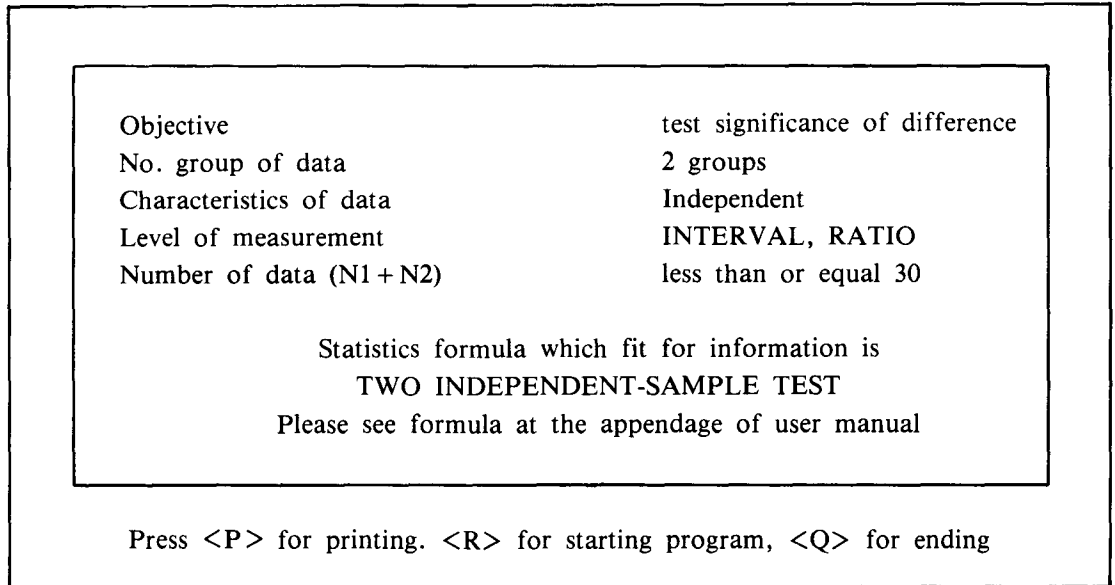 Objective test significance of difference
No. group of data 2 groups
Characteristics of data Independent
Level of measurement INTERVAL, RATIO
Number of data (N1+N2) less than or equal 30
Statistics formula which fit for information is
TWO INDEPENDENT-SAMPLE TEST
Please see formula at the appendage of user manual
Press <P> for printing. <R> for starting program, <Q> for ending